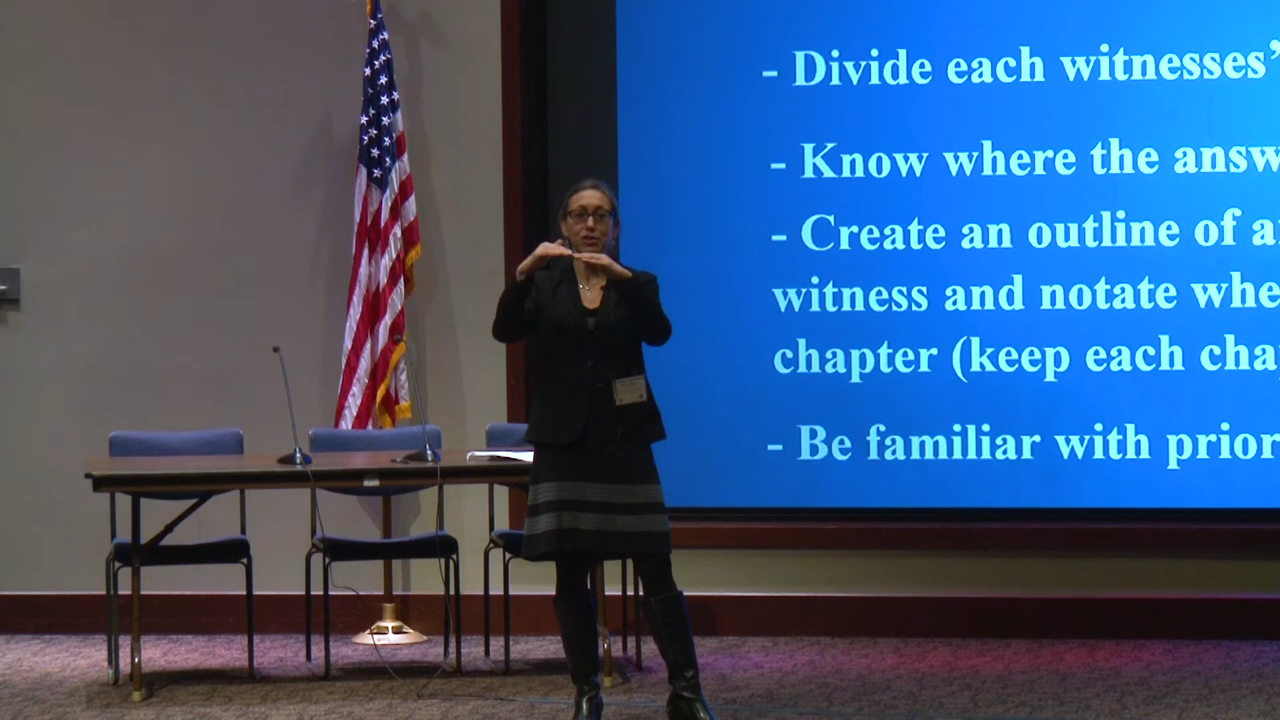 - Divide each witnesses'
- Know where the answ
- Create an outline of a
witness and notate whe
chapter (keep each cha
- Be familiar with prior